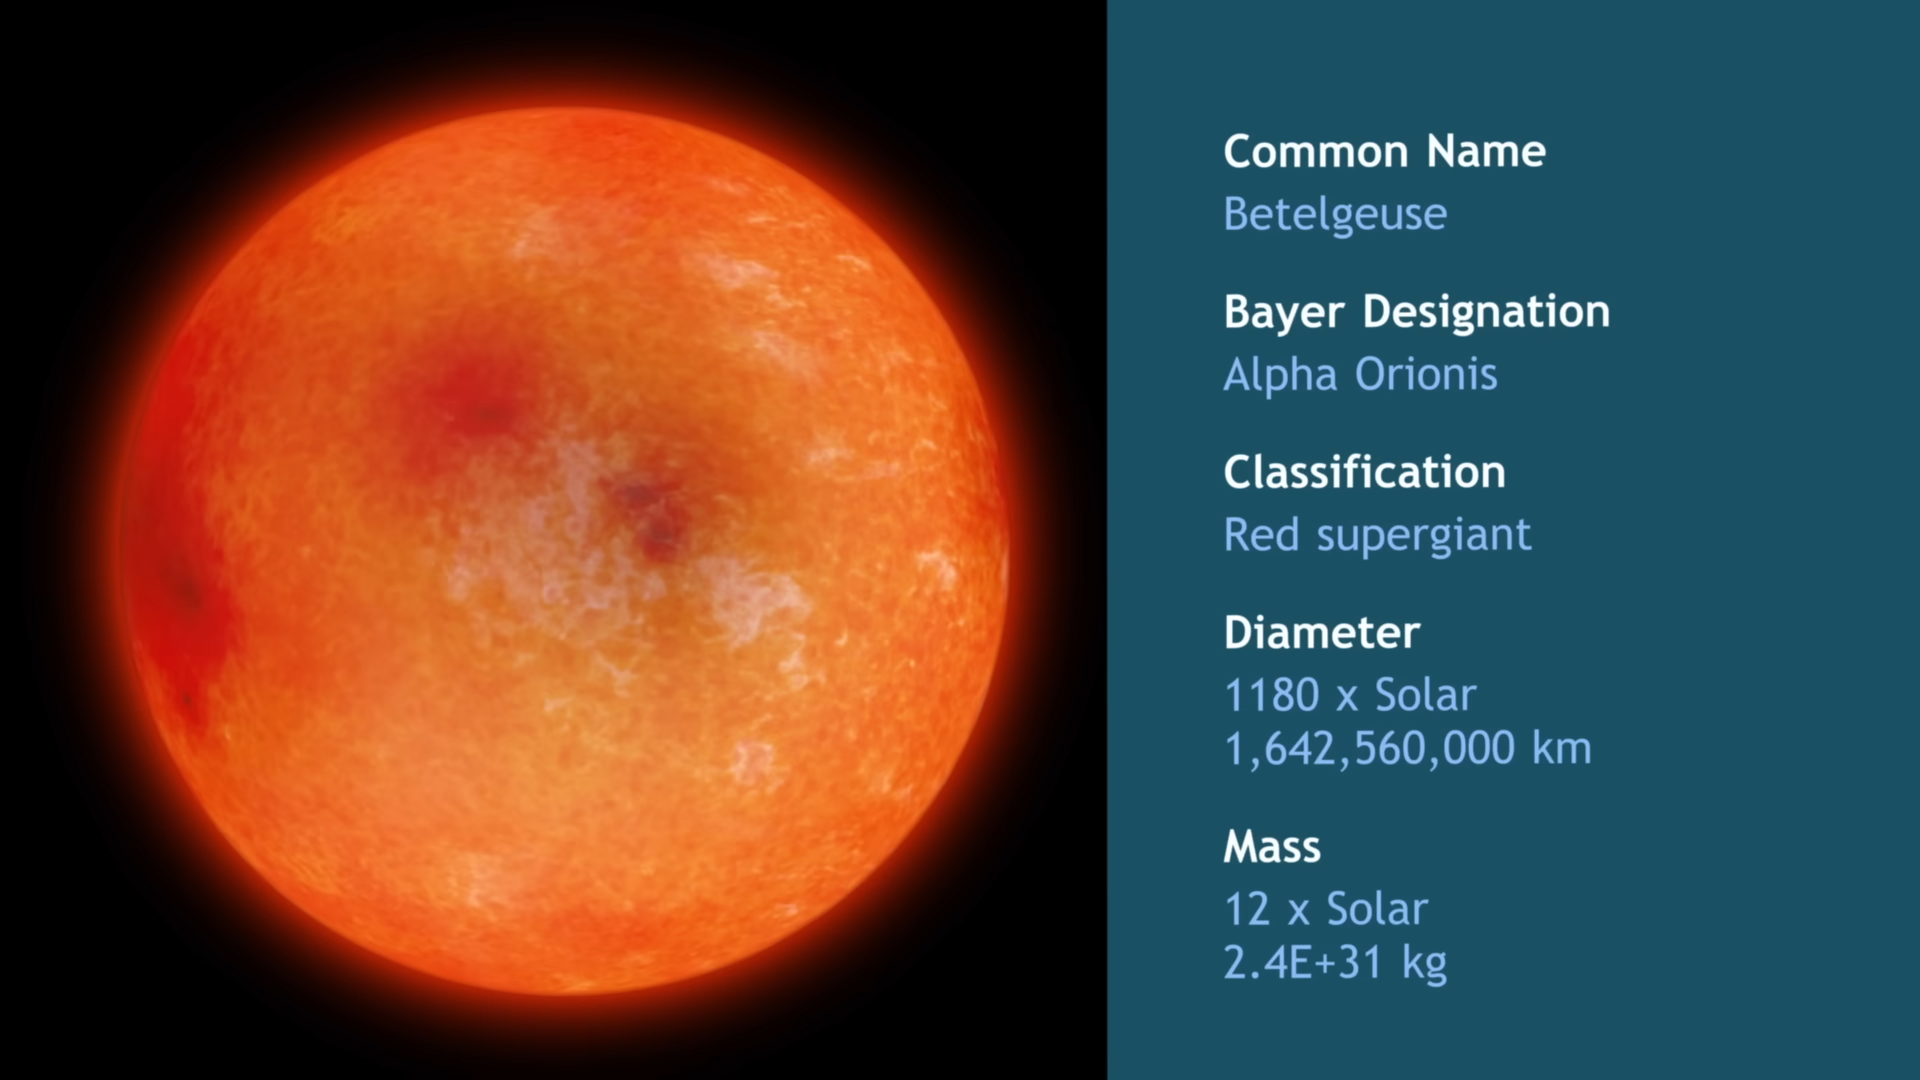 Common Name
Betelgeuse
Bayer Designation
Alpha Orionis
Classification
Red supergiant
Diameter
1180 x Solar
1,642,560,000 km
Mass
12 x Solar
2.4E+31 kg